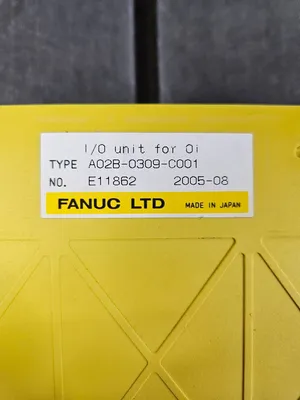 I/O unit for 0i
TYPE A02B-0309-C001
NO. E11862 2005-08
FANUC LTD MADE IN JAPAN